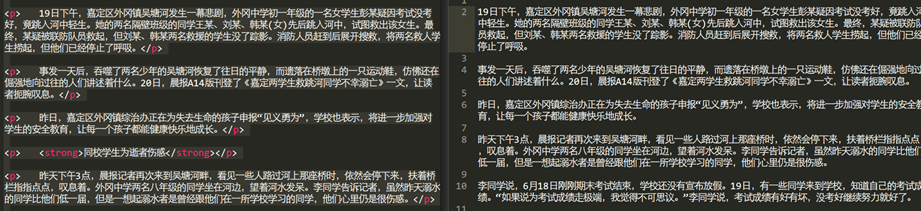 <p>    19日下午，嘉定区外冈镇吴塘河发生一幕悲剧，外冈中学初一年级的一名女学生彭某疑因考试没考
好，竟跳入河中轻生。她的两名隔壁班级的同学王某、刘某、韩某(女)先后跳入河中，试图救出该女生。最
终，某疑被联防队员救起，但刘某、韩某两名救援的学生没了踪影。消防人员赶到后展开搜救，将两名救人学
生捞起，但他们已经停止了呼吸。</p>
<p>    事发一天后，吞噬了两名少年的吴塘河恢复了往日的平静，而遗落在桥墩上的一只运动鞋，仿佛还在
倔强地向过往的人们讲述着什么。20日，晨报A14版刊登了《嘉定两学生救跳河同学不幸溺亡》一文，让读
者扼腕叹息。</p>
<p>    昨日，嘉定区外冈镇综治办正在为失去生命的孩子申报“见义勇为”，学校也表示，将进一步加强对
学生的安全教育，让每一个孩子都能健康快乐地成长。</p>
<p>    <strong>同校学生为逝者伤感</strong></p>
<p>    昨天下午3点，晨报记者再次来到吴塘河畔，看见一些人路过河上那座桥时，依然会停下来，扶着桥
栏指指点点，叹息着。外冈中学两名八年级的同学坐在河边，望着河水发呆。李同学告诉记者，虽然昨天溺水
的同学比他们低一届，但是一想起溺水者是曾经跟他们在一所学校学习的同学，他们心里仍是很伤感。</p>
2 19日下午，嘉定区外冈镇吴塘河发生一幕悲剧，外冈中学初一年级的一名女学生彭某疑因考试没考好，竟跳入河
中轻生。她的两名隔壁班级的同学王某、刘某、韩某(女)先后跳入河中，试图救出该女生。最终，某疑被联防队
员救起，但刘某、韩某两名救援的学生没了踪影。消防人员赶到后展开搜救，将两名救人学生捞起，但他们已经
停止了呼吸。
3
4 事发一天后，吞噬了两名少年的吴塘河恢复了往日的平静，而遗落在桥墩上的一只运动鞋，仿佛还在倔强地向过
往的人们讲述着什么。20日，晨报A14版刊登了《嘉定两学生救跳河同学不幸溺亡》一文，让读者扼腕叹息。
5
6 昨日，嘉定区外冈镇综治办正在为失去生命的孩子申报“见义勇为”，学校也表示，将进一步加强对学生的安全教
育，让每一个孩子都能健康快乐地成长。
7
8 昨天下午3点，晨报记者再次来到吴塘河畔，看见一些人路过河上那座桥时，依然会停下来，扶着桥栏指指点点
，叹息着。外冈中学两名八年级的同学坐在河边，望着河水发呆。李同学告诉记者，虽然昨天溺水的同学比他们
低一届，但是一想起溺水者是曾经跟他们在一所学校学习的同学，他们心里仍是很伤感。
9
10 李同学说，6月18日刚刚期末考试结束，学校还没有宣布放假。19日，有一些同学来到学校，知道自己的考试成
绩。“如果说为考试成绩走极端，我觉得不可思议。”李同学说，考试成绩有好有坏，没考好继续努力就好了。
11